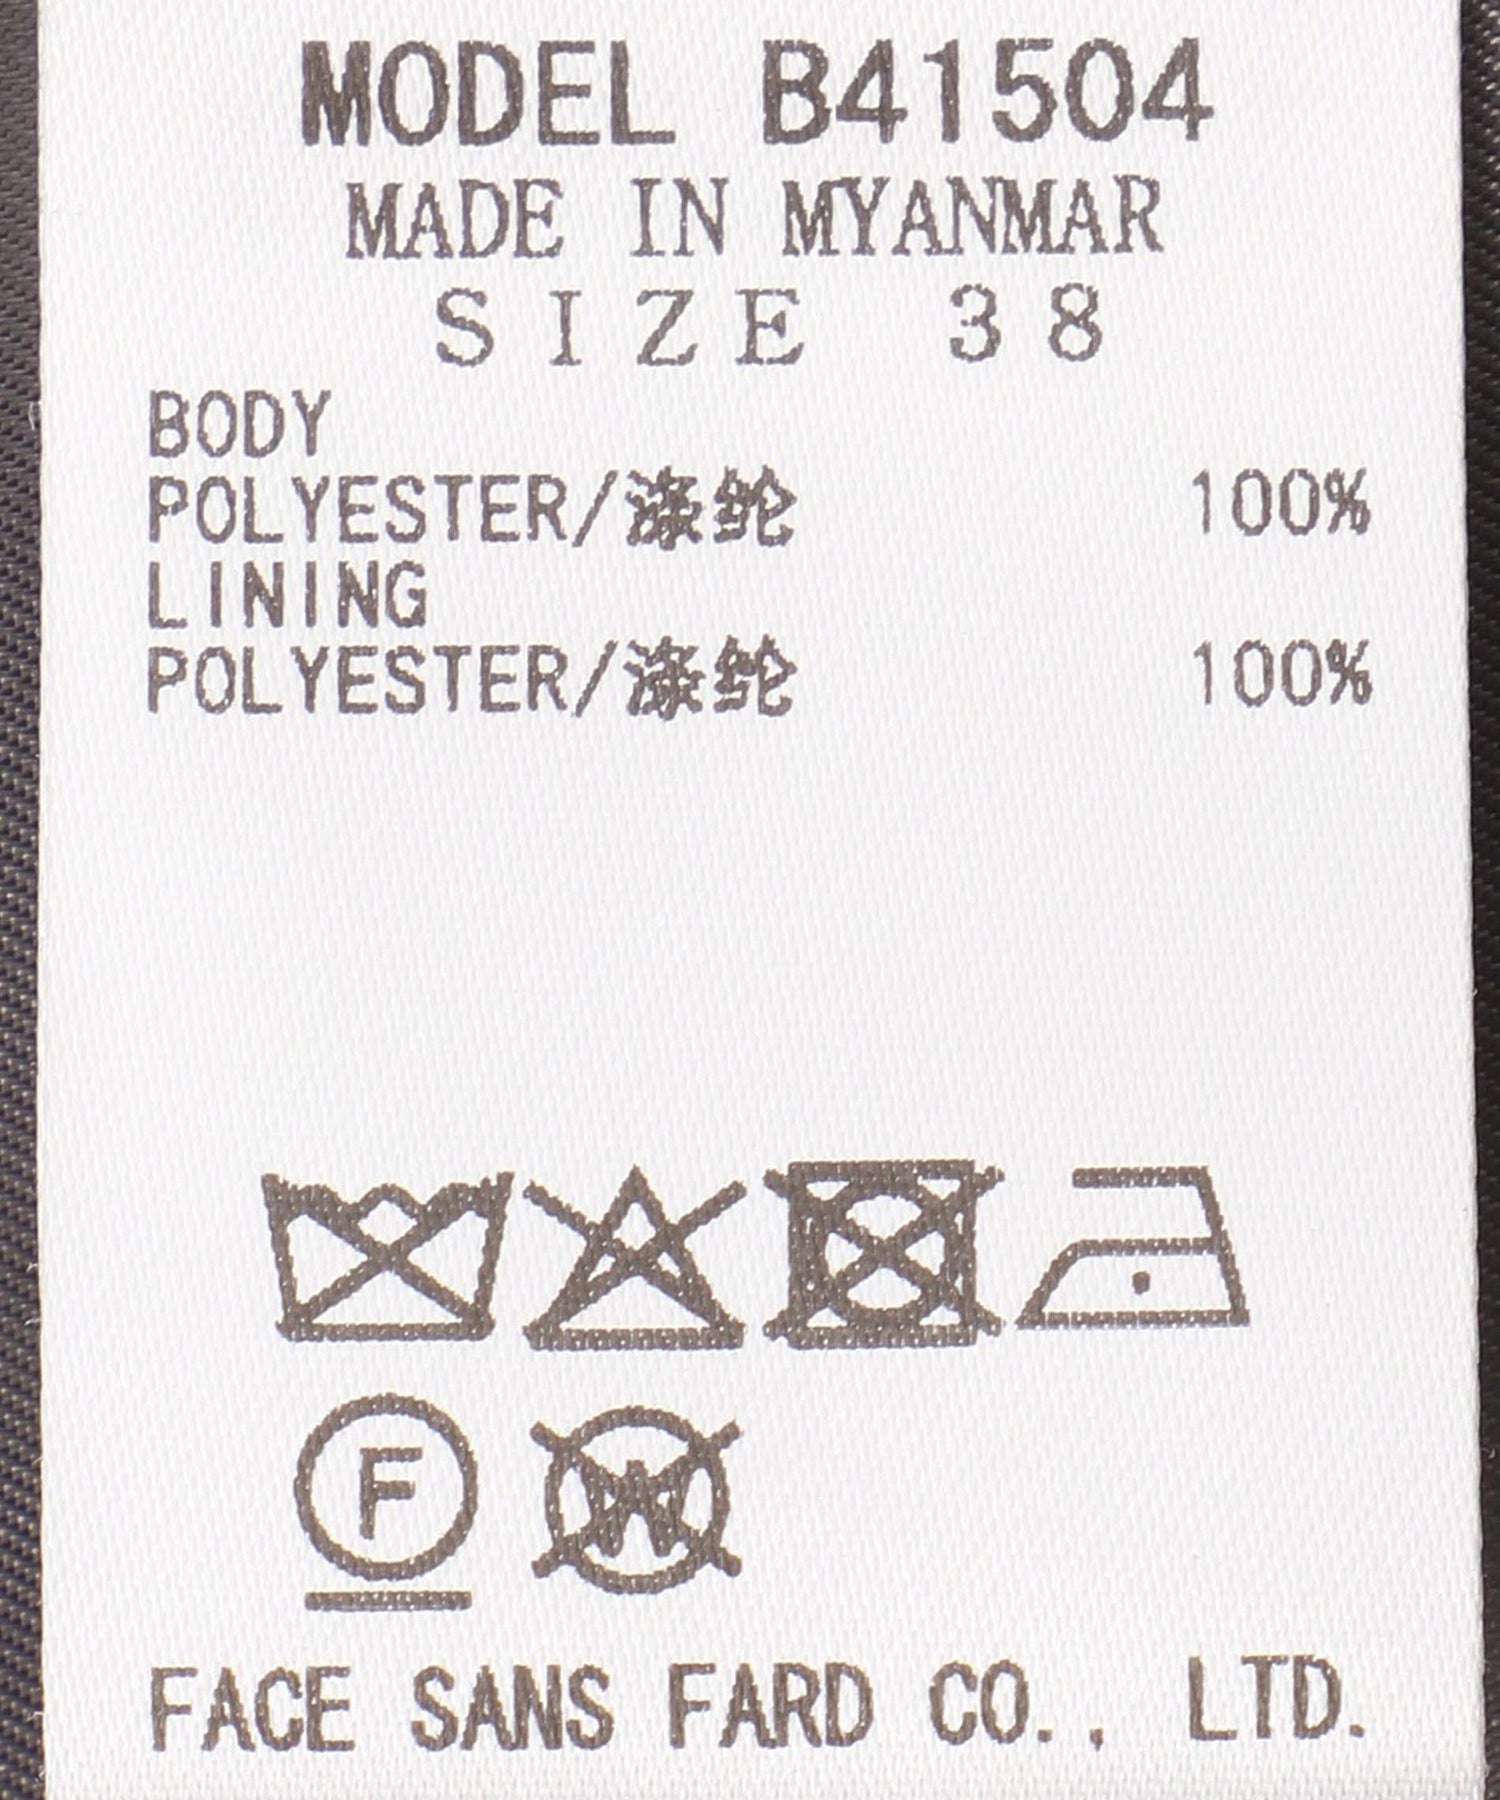 MODEL B41504
MADE IN MYANMAR
SIZE 38
BODY
POLYESTER/涤纶 100%
LINING
POLYESTER/涤纶 100%
F
W
FACE SANS FARD CO., LTD.